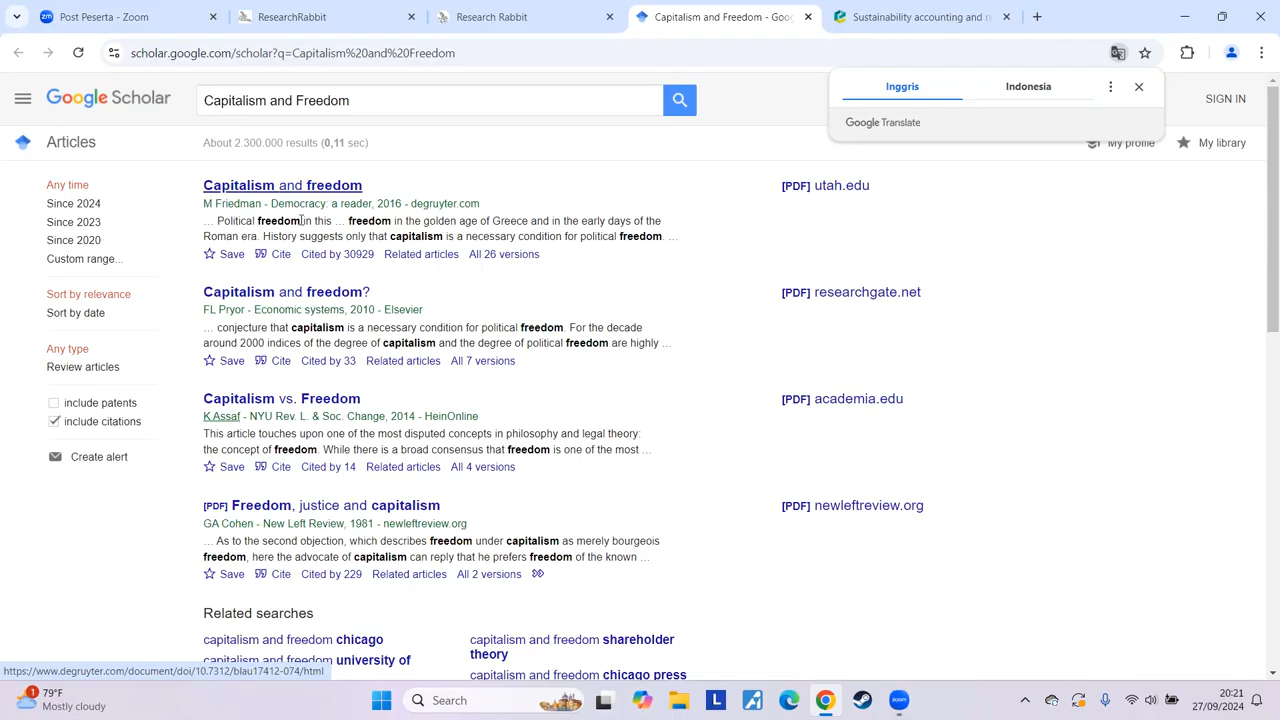 Post Peserta - Zoom
ResearchRabbit
Research Rabbit
Capitalism and Freedom - Goo
Sustainability accounting and re
scholar.google.com/scholar?q=Capitalism%20and%20Freedom
Inggris
Indonesia
Google Translate
Google Scholar
Capitalism and Freedom
SIGN IN
Articles
About 2.300.000 results (0,11 sec)
My profile
My library
Any time
Since 2024
Since 2023
Since 2020
Custom range...
Sort by relevance
Sort by date
Any type
Review articles
include patents
include citations
Create alert
Capitalism and freedom
M Friedman - Democracy: a reader, 2016 - degruyter.com
... Political freedom in this ... freedom in the golden age of Greece and in the early days of the
Roman era. History suggests only that capitalism is a necessary condition for political freedom. ...
Save Cite Cited by 30929 Related articles All 26 versions
[PDF] utah.edu
Capitalism and freedom?
FL Pryor - Economic systems, 2010 - Elsevier
... conjecture that capitalism is a necessary condition for political freedom. For the decade
around 2000 indices of the degree of capitalism and the degree of political freedom are highly ...
Save Cite Cited by 33 Related articles All 7 versions
[PDF] researchgate.net
Capitalism vs. Freedom
K Assaf - NYU Rev. L. & Soc. Change, 2014 - HeinOnline
This article touches upon one of the most disputed concepts in philosophy and legal theory:
the concept of freedom. While there is a broad consensus that freedom is one of the most ...
Save Cite Cited by 14 Related articles All 4 versions
[PDF] academia.edu
[PDF] Freedom, justice and capitalism
GA Cohen - New Left Review, 1981 - newleftreview.org
... As to the second objection, which describes freedom under capitalism as merely bourgeois
freedom, here the advocate of capitalism can reply that he prefers freedom of the known ...
Save Cite Cited by 229 Related articles All 2 versions
[PDF] newleftreview.org
Related searches
capitalism and freedom chicago
capitalism and freedom university of
capitalism and freedom shareholder
theory
capitalism and freedom chicago press
https://www.degruyter.com/document/doi/10.7312/blau17412-074/html
1
79°F
Mostly cloudy
Search
20:21
27/09/2024